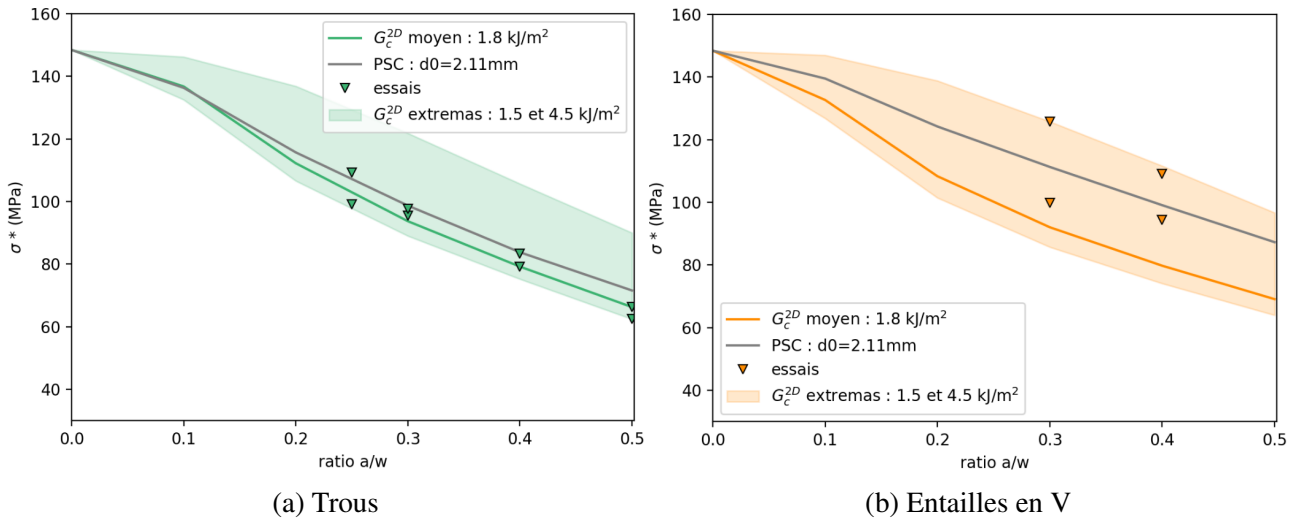 160
140
120
100
80
60
40
σ * (MPa)
0.0 0.1 0.2 0.3 0.4 0.5
ratio a/w
G_c^{2D} moyen : 1.8 kJ/m²
PSC : d0=2.11mm
essais
G_c^{2D} extremas : 1.5 et 4.5 kJ/m²
(a) Trous
160
140
120
100
80
60
40
σ * (MPa)
G_c^{2D} moyen : 1.8 kJ/m²
PSC : d0=2.11mm
essais
G_c^{2D} extremas : 1.5 et 4.5 kJ/m²
0.0 0.1 0.2 0.3 0.4 0.5
ratio a/w
(b) Entailles en V